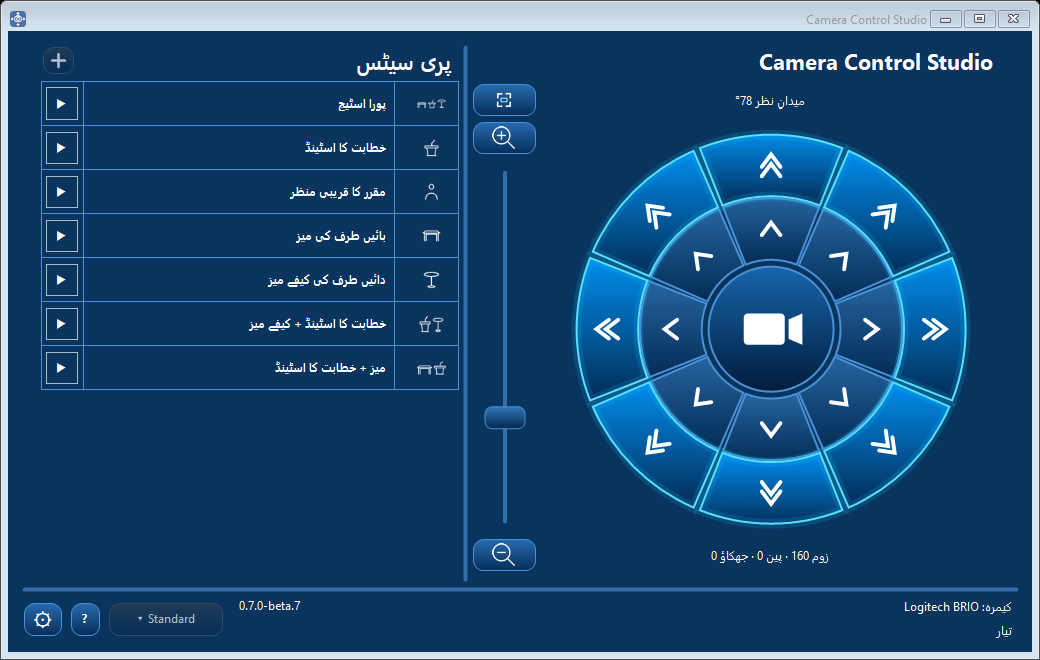 Camera Control Studio
Camera Control Studio
میدانِ نظر 78°
زوم 160 · پین 0 · جھکاؤ 0
پری سیٹس
پورا اسٹیج
خطابت کا اسٹینڈ
مقرر کا قریبی منظر
بائیں طرف کی میز
دائیں طرف کی کیفے میز
خطابت کا اسٹینڈ + کیفے میز
میز + خطابت کا اسٹینڈ
کیمرہ: Logitech BRIO
تیار
0.7.0-beta.7
Standard
?